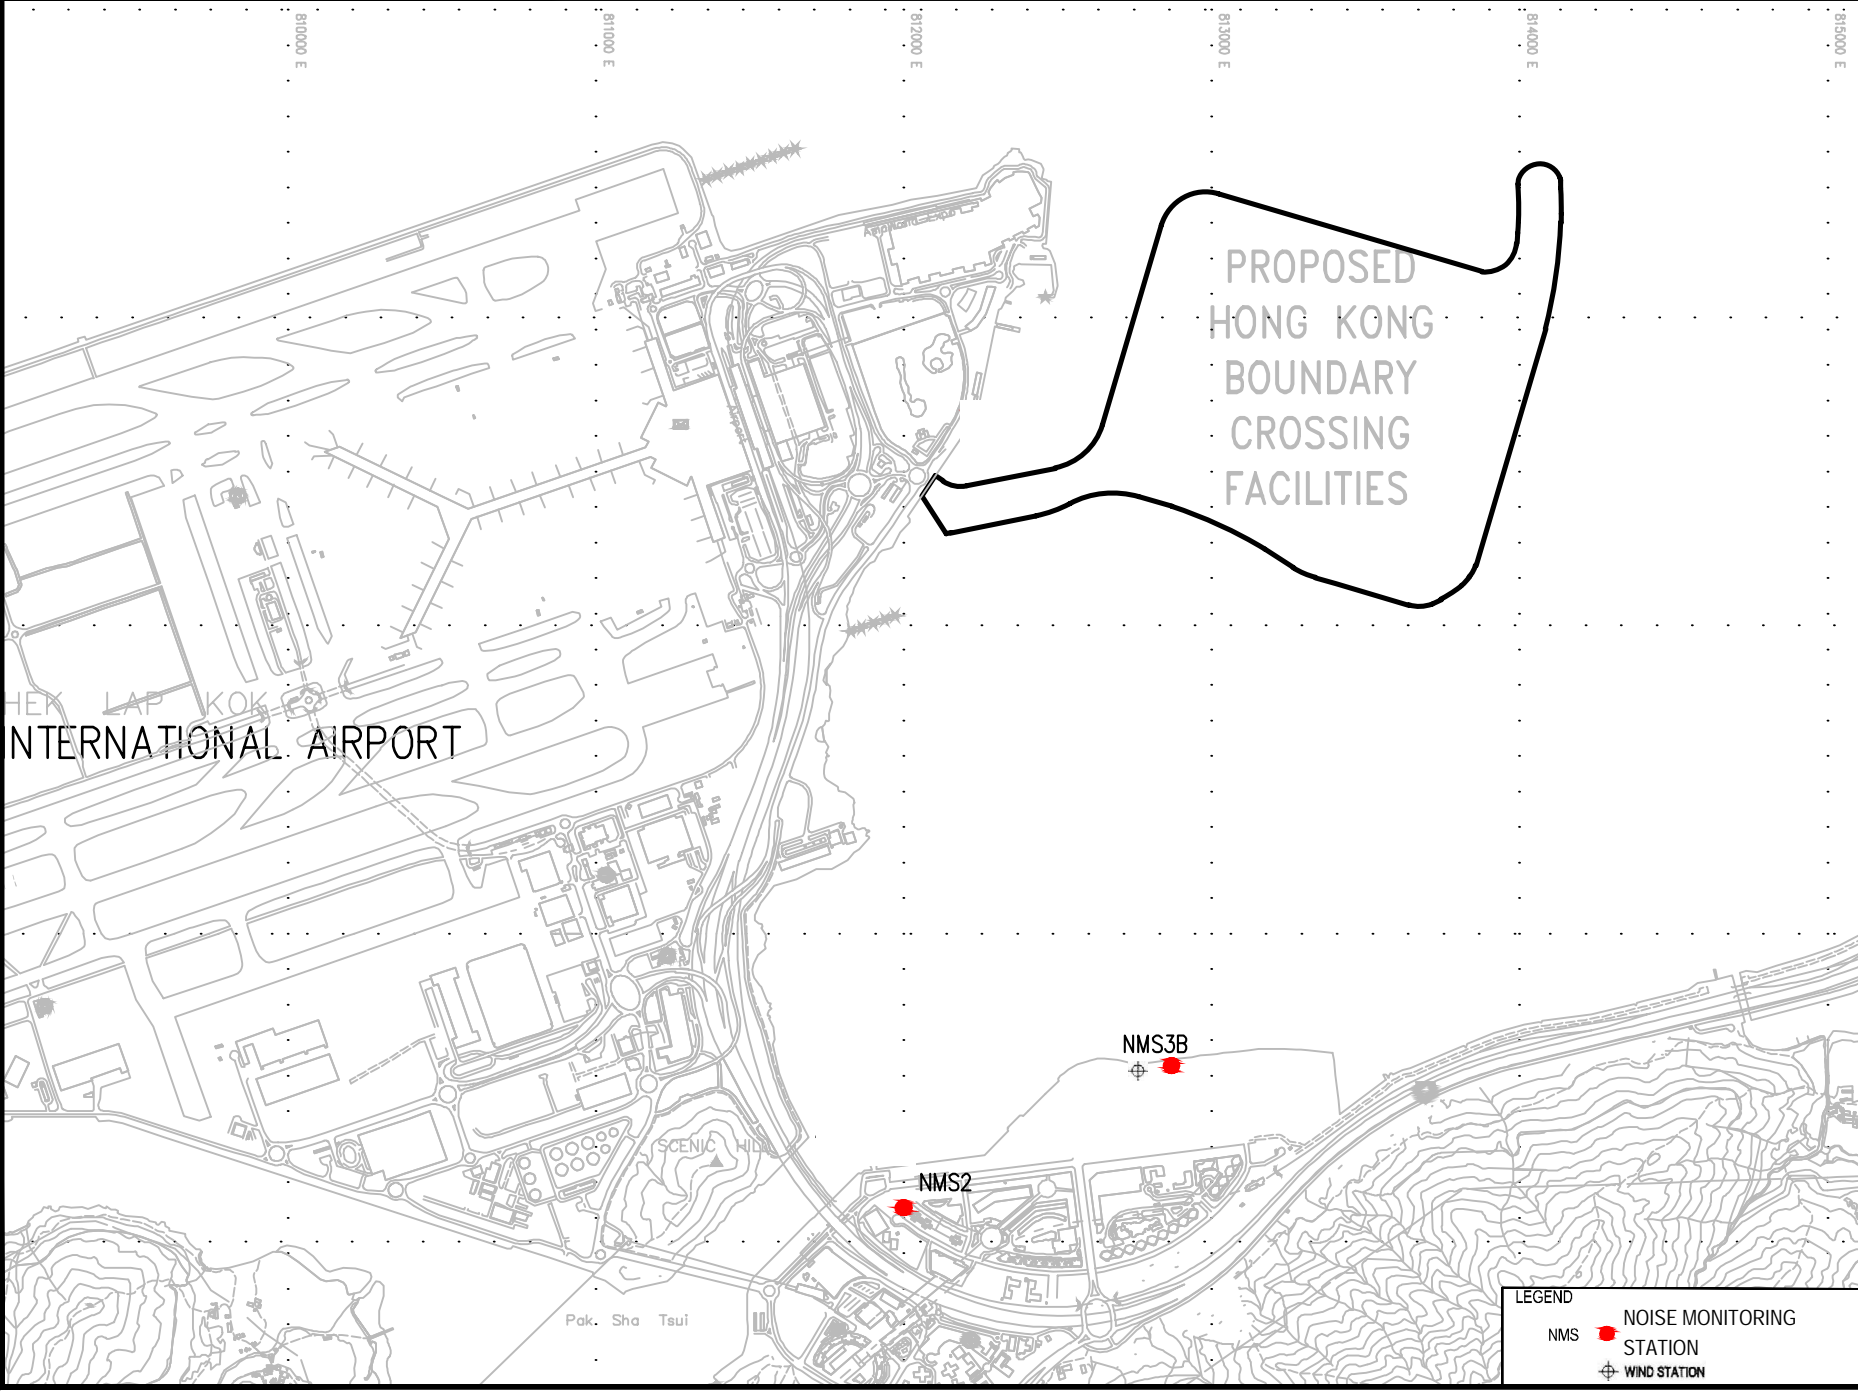 810000 E
811000 E
812000 E
813000 E
814000 E
815000 E
PROPOSED
HONG KONG
BOUNDARY
CROSSING
FACILITIES
Airport
HEK LAP KOK
INTERNATIONAL AIRPORT
NMS3B
SCENIC HILL
NMS2
Pak Sha Tsui
LEGEND
NMS
NOISE MONITORING
STATION
WIND STATION